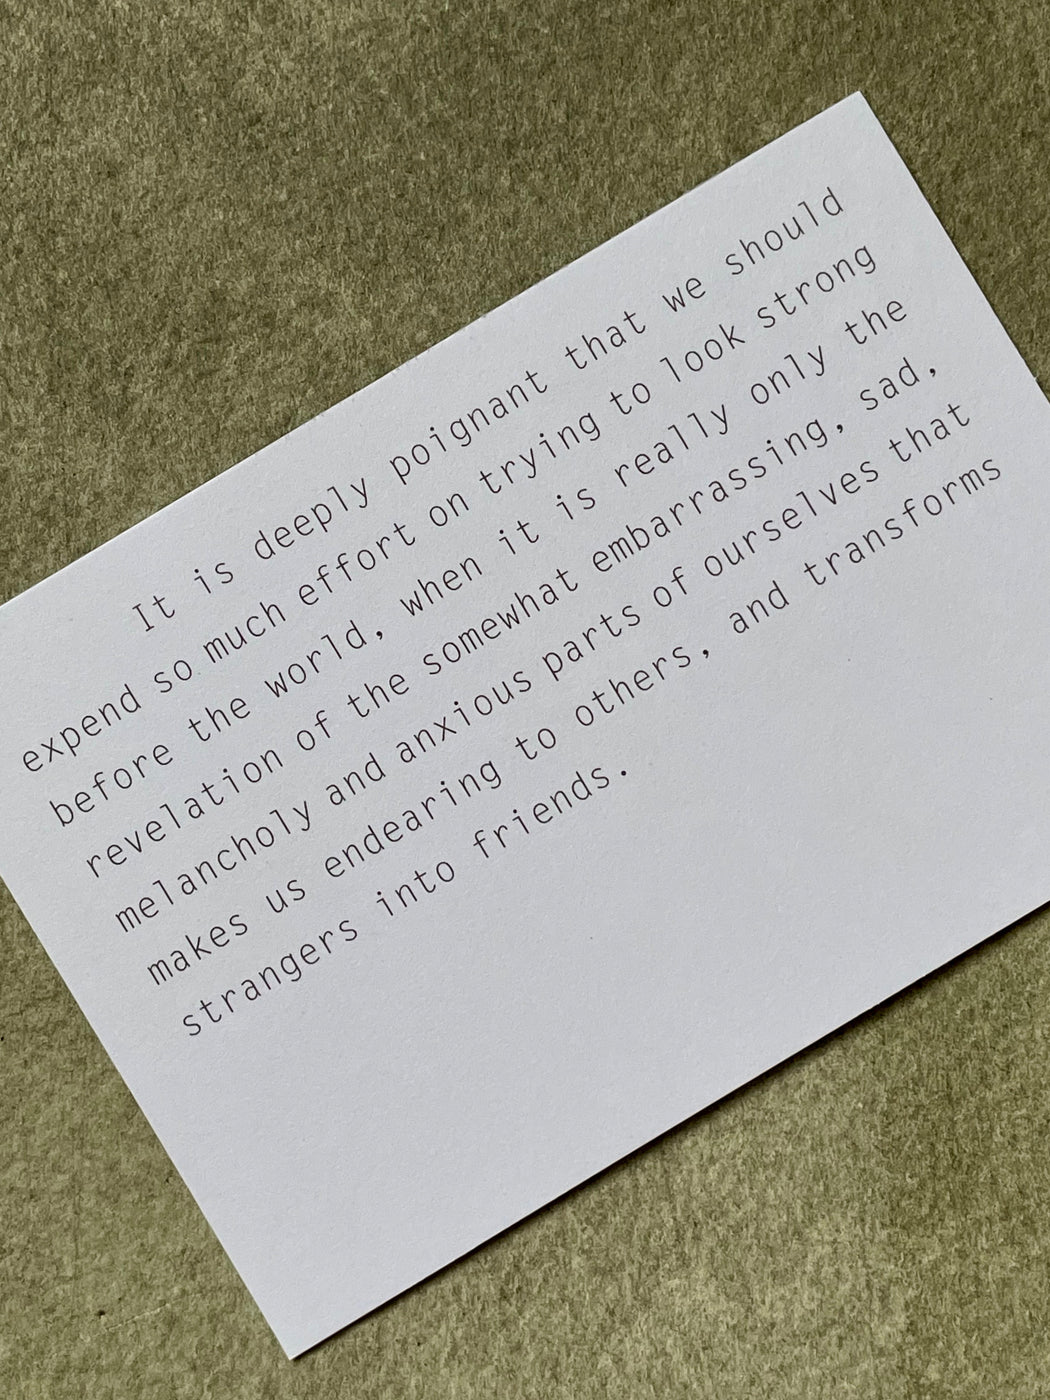 It is deeply poignant that we should
expend so much effort on trying to look strong
before the world, when it is really only the
revelation of the somewhat embarrassing, sad,
melancholy and anxious parts of ourselves that
makes us endearing to others, and transforms
strangers into friends.